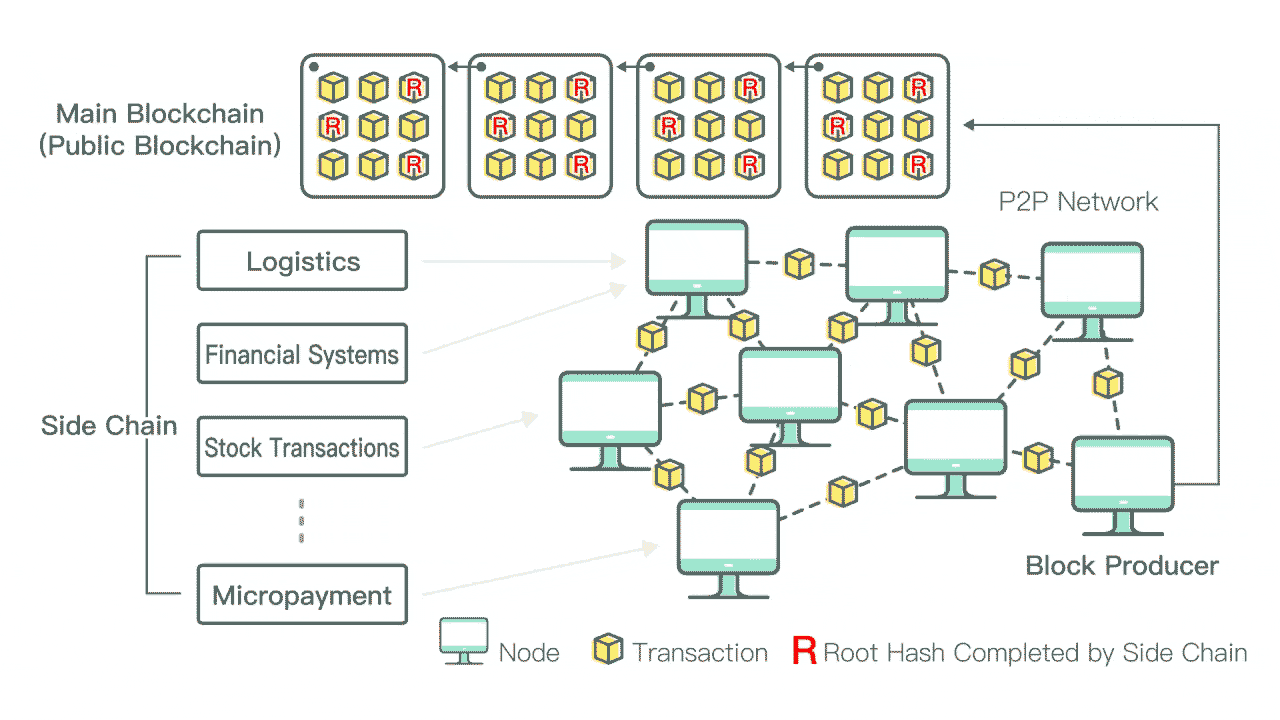 R
R
R
R
R
R
R
R
R
R
R
R
Main Blockchain
(Public Blockchain)
P2P Network
Logistics
Financial Systems
Side Chain
Stock Transactions
Micropayment
Block Producer
Node
Transaction
R Root Hash Completed by Side Chain